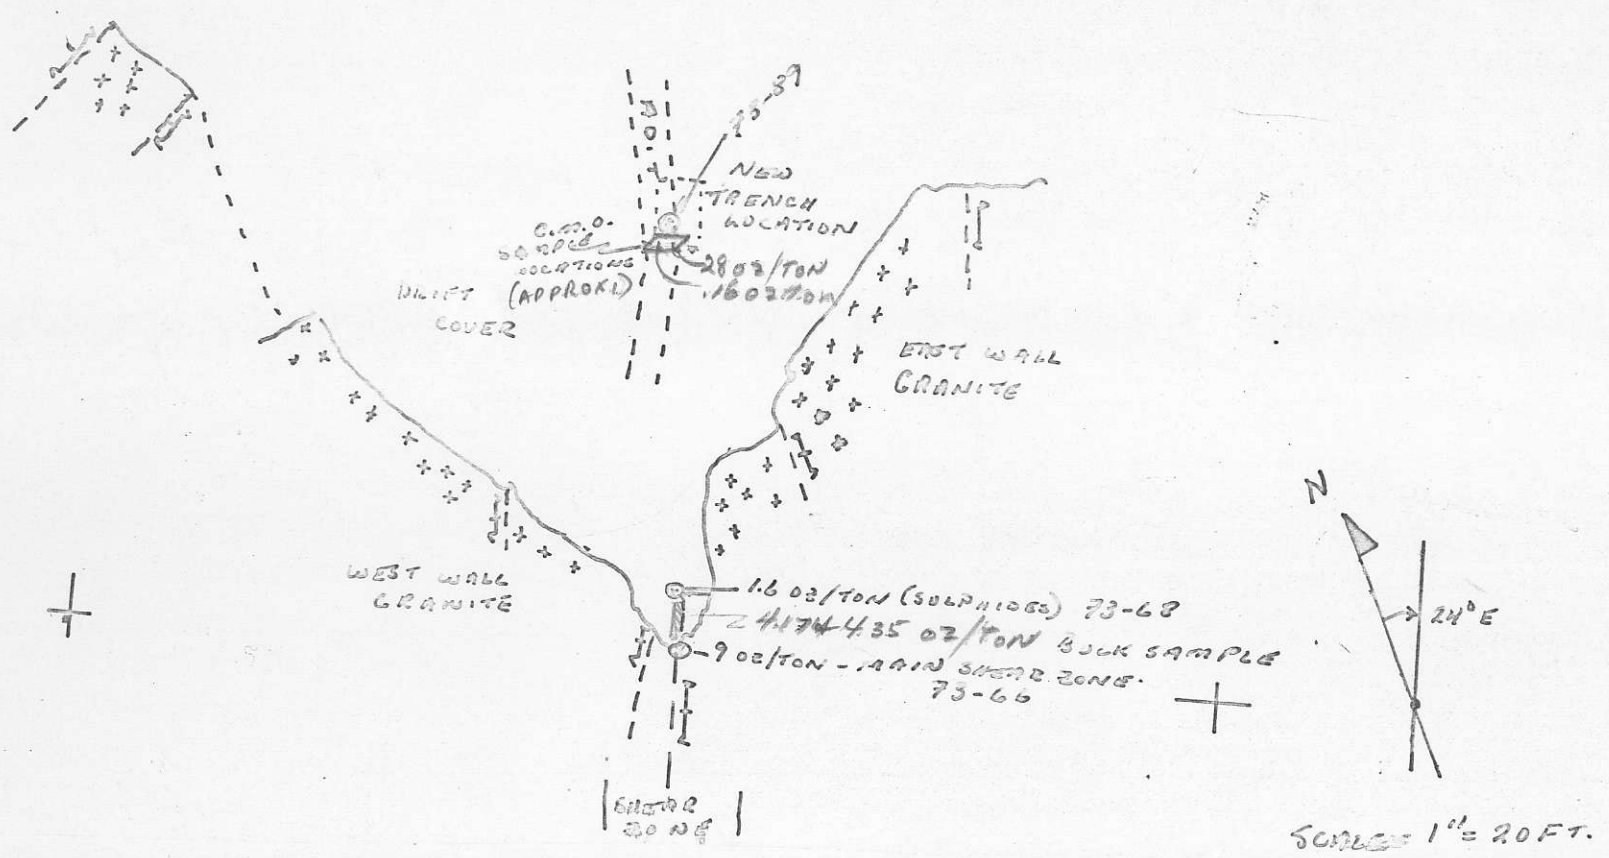 73-89
NEW
TRENCH
LOCATION
SAMPLE
LOCATIONS
(APPROX.)
28 OZ/TON
.16 OZ/TON
DRIFT
COVER
EAST WALL
GRANITE
N
24° E
WEST WALL
GRANITE
1.6 OZ/TON (SULPHIDES) 73-68
4.35 OZ/TON BULK SAMPLE
9 OZ/TON - MAIN SHEAR ZONE.
73-66
SHEAR
ZONE
SCALE = 1" = 20 FT.